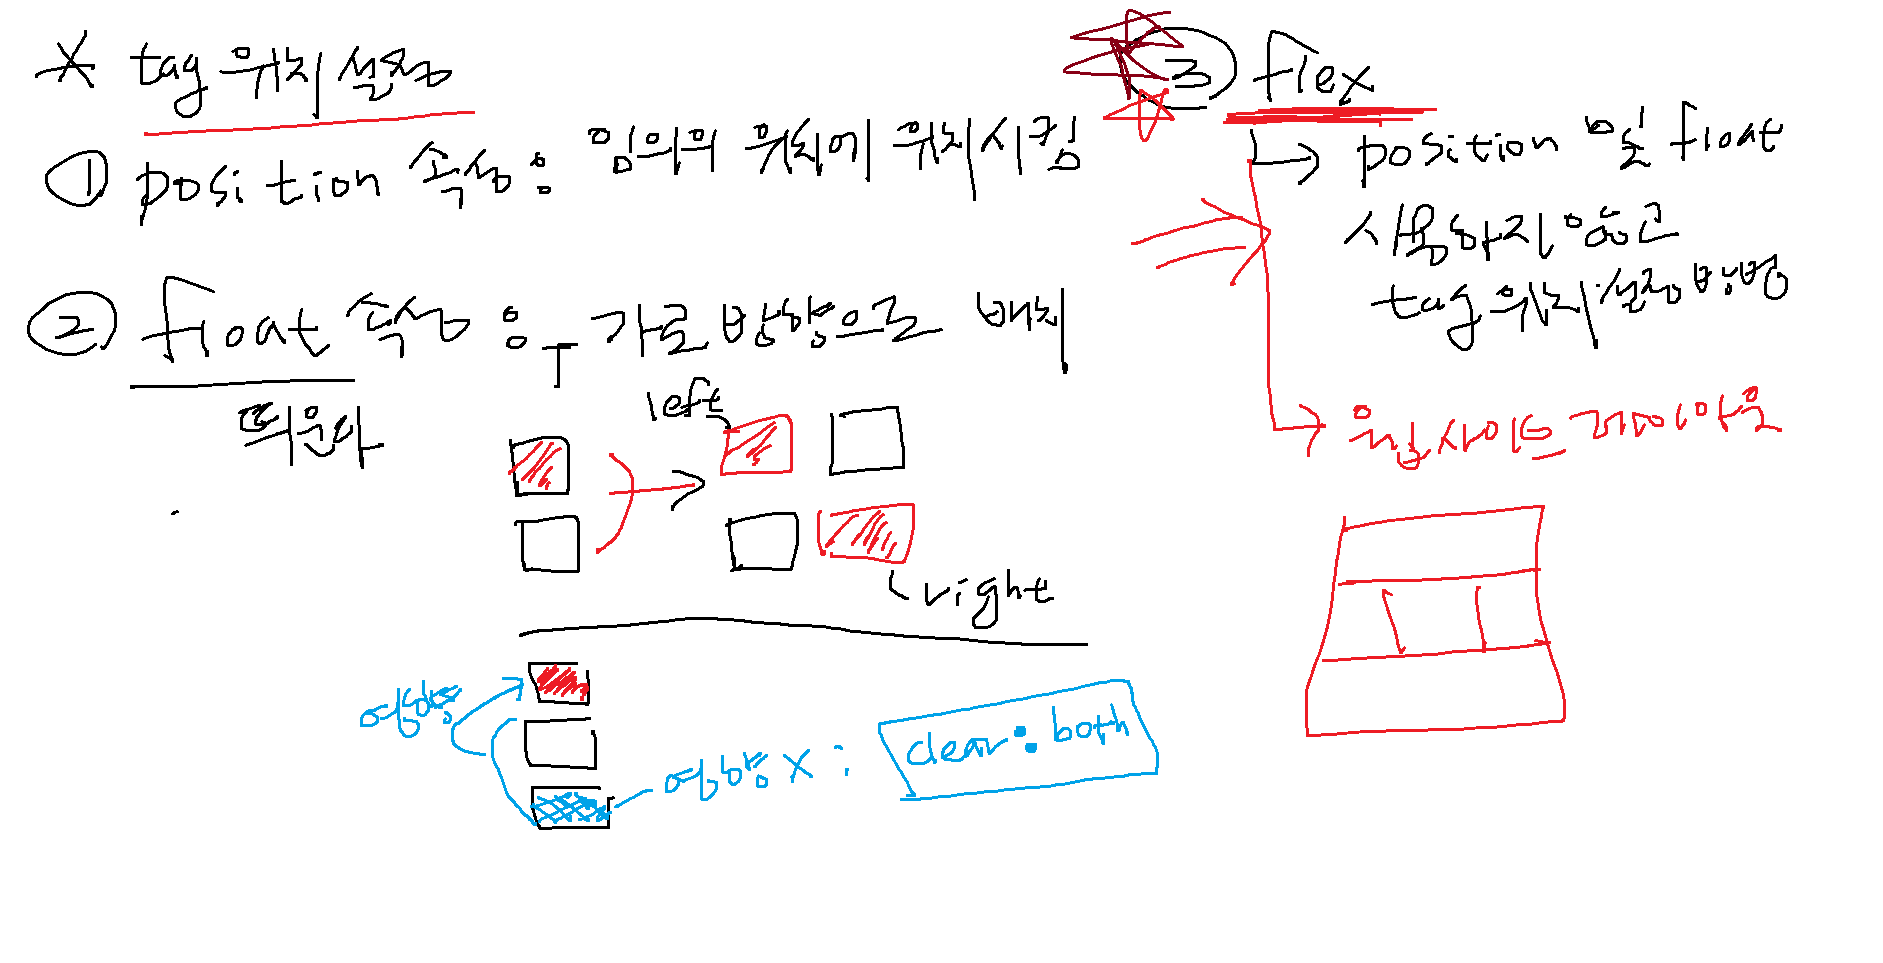 * tag 위치 설정
① position 속성 : 임의의 위치에 위치시킴
② float 속성 : 가로 방향으로 배치
띄운다
left
right
영향
영향 X : clear : both
③ flex
→ position 및 float
사용하지 않고
tag 위치 설정 방법
→ 웹 사이트 레이아웃